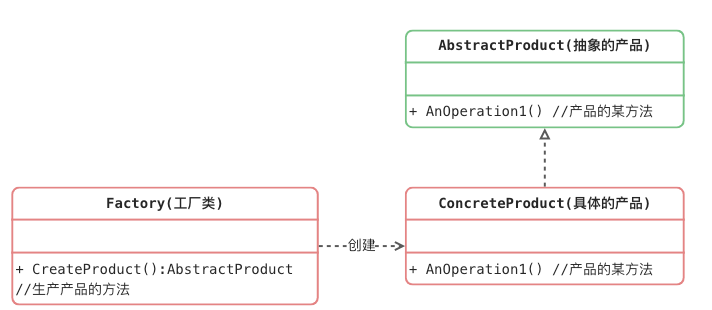 AbstractProduct(抽象的产品)
+ AnOperation1() //产品的某方法
Factory(工厂类)
+ CreateProduct():AbstractProduct
//生产产品的方法
创建
ConcreteProduct(具体的产品)
+ AnOperation1() //产品的某方法